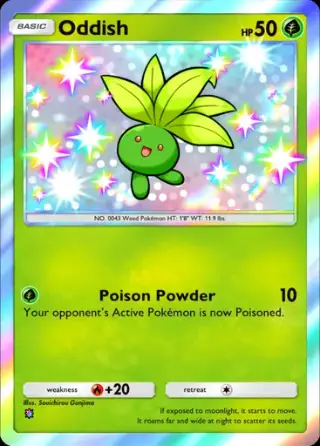 BASIC Oddish HP 50
NO. 0043 Weed Pokémon HT: 1'8" WT: 11.9 lbs
Poison Powder 10
Your opponent's Active Pokémon is now Poisoned.
weakness +20 retreat
Illus. Souichirou Gunjima
If exposed to moonlight, it starts to move.
It roams far and wide at night to scatter its seeds.